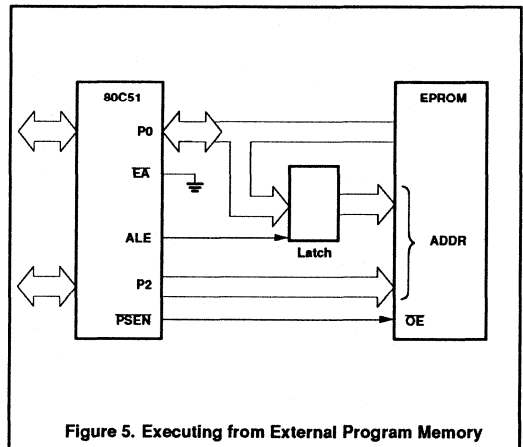 80C51
EPROM
P0
EA
ALE
Latch
ADDR
P2
PSEN
OE
Figure 5. Executing from External Program Memory